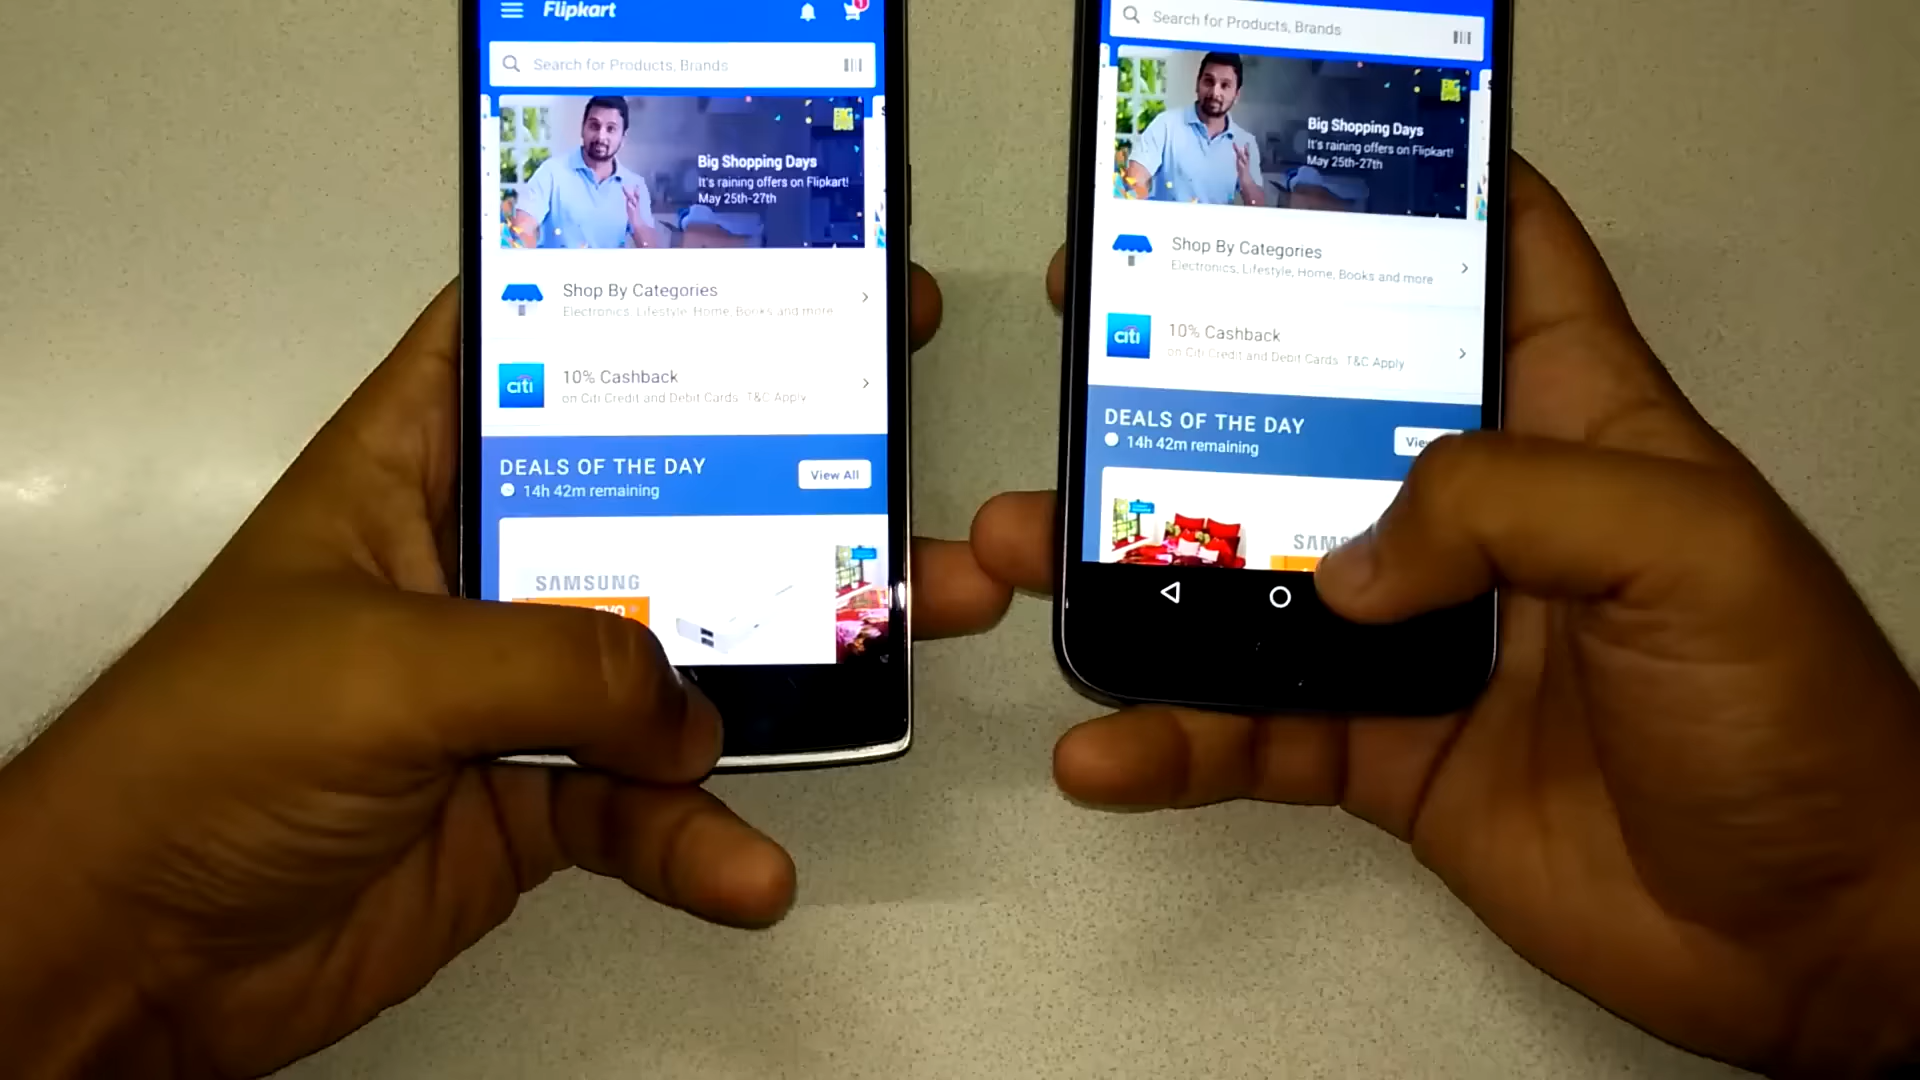 Flipkart
1
Search for Products, Brands
Big Shopping Days
It's raining offers on Flipkart!
May 25th-27th
Shop By Categories
Electronics, Lifestyle, Home, Books and more
citi
10% Cashback
on Citi Credit and Debit Cards. T&C Apply
DEALS OF THE DAY
14h 42m remaining
View All
SAMSUNG
EVO
Search for Products, Brands
Big Shopping Days
It's raining offers on Flipkart!
May 25th-27th
Shop By Categories
Electronics, Lifestyle, Home, Books and more
citi
10% Cashback
on Citi Credit and Debit Cards. T&C Apply
DEALS OF THE DAY
14h 42m remaining
View
SAMS